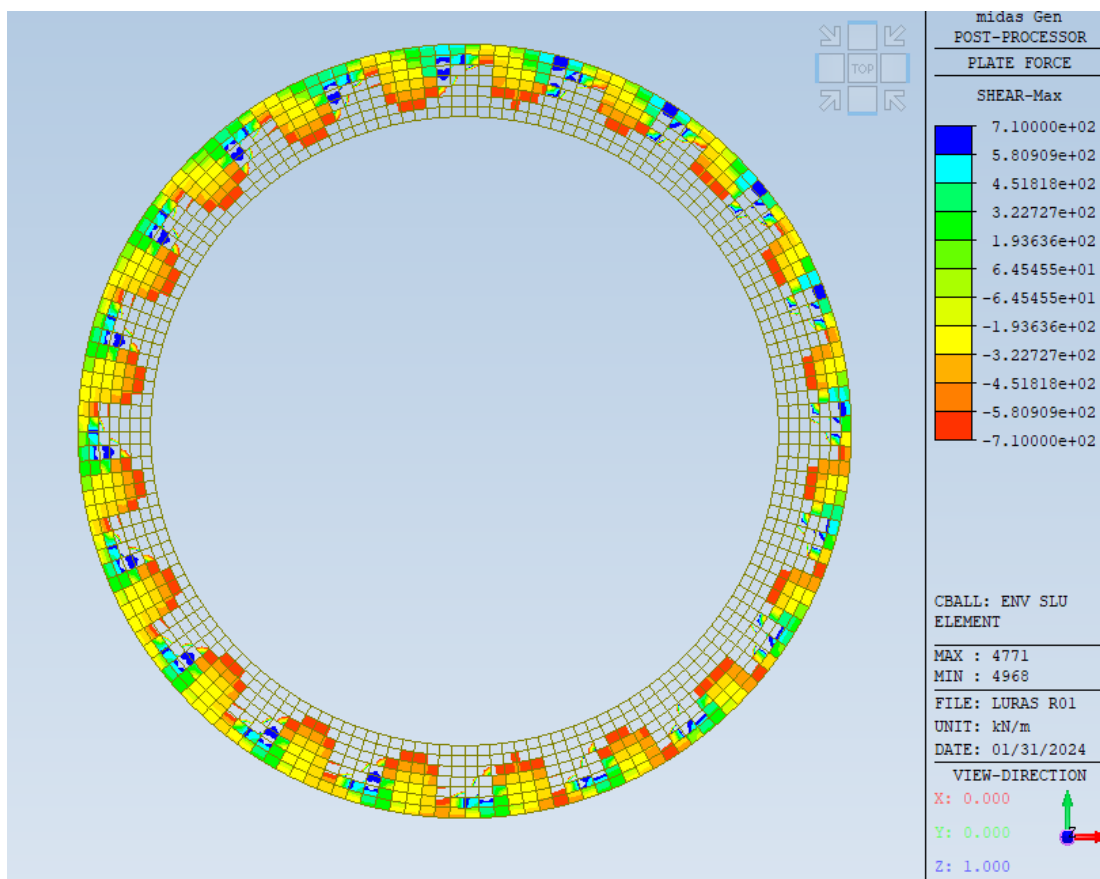 midas Gen
POST-PROCESSOR
PLATE FORCE
SHEAR-Max
7.10000e+02
5.80909e+02
4.51818e+02
3.22727e+02
1.93636e+02
6.45455e+01
-6.45455e+01
-1.93636e+02
-3.22727e+02
-4.51818e+02
-5.80909e+02
-7.10000e+02
CBALL: ENV SLU
ELEMENT
MAX : 4771
MIN : 4968
FILE: LURAS R01
UNIT: kN/m
DATE: 01/31/2024
VIEW-DIRECTION
X: 0.000
Y: 0.000
Z: 1.000
TOP